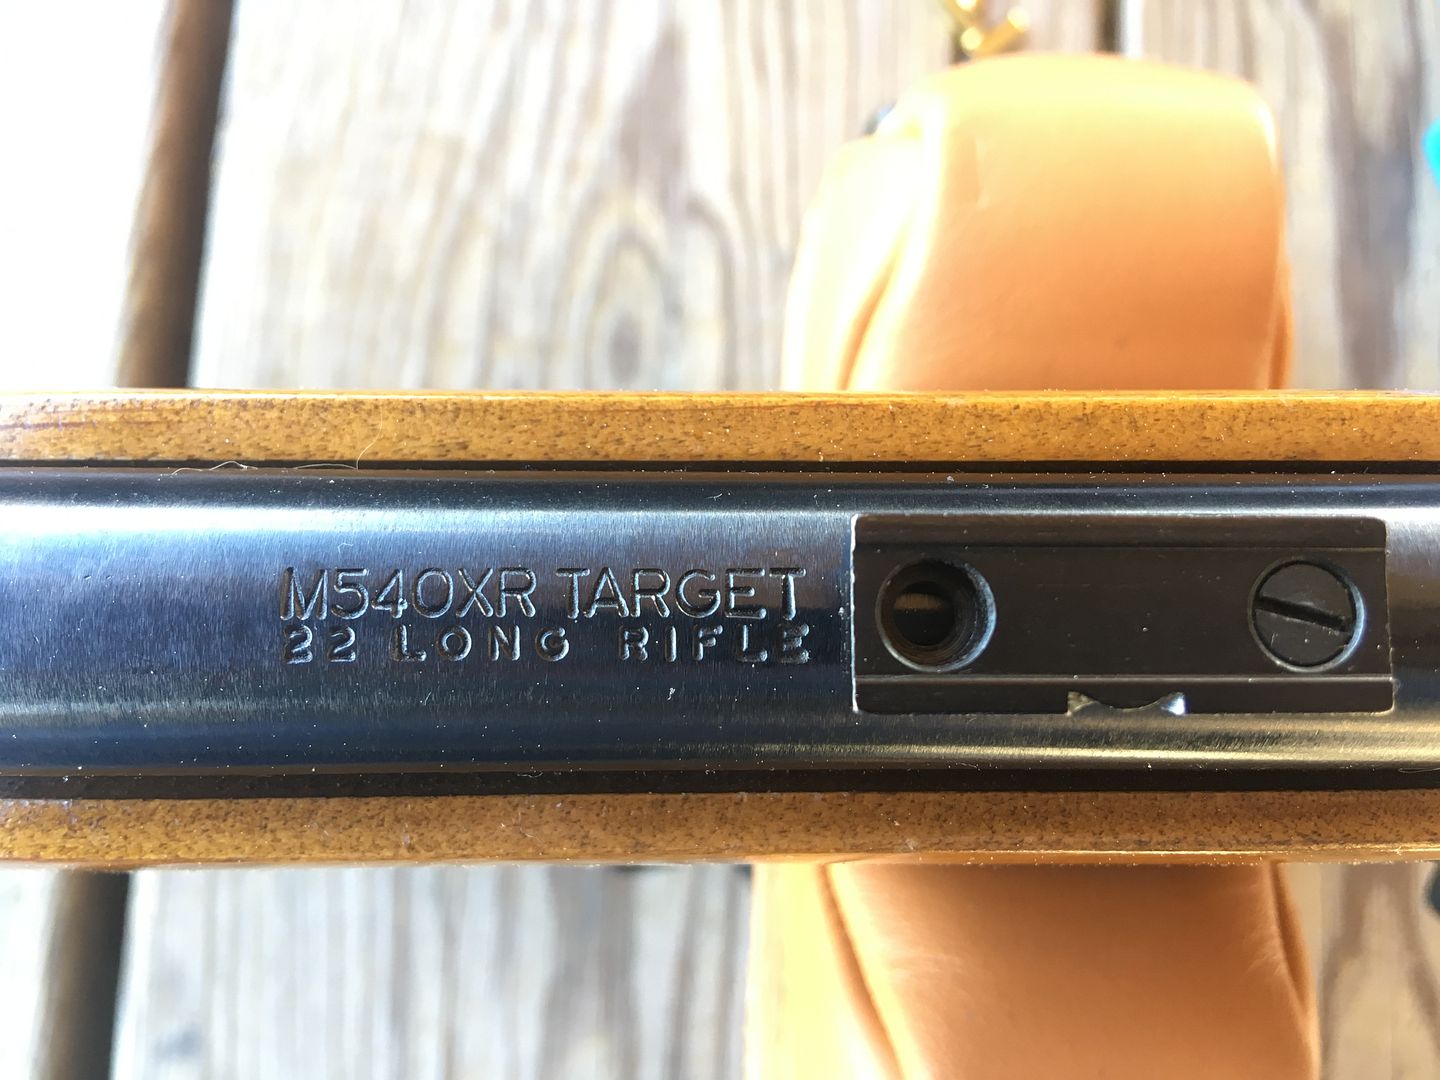 M540XR TARGET
22 LONG RIFLE